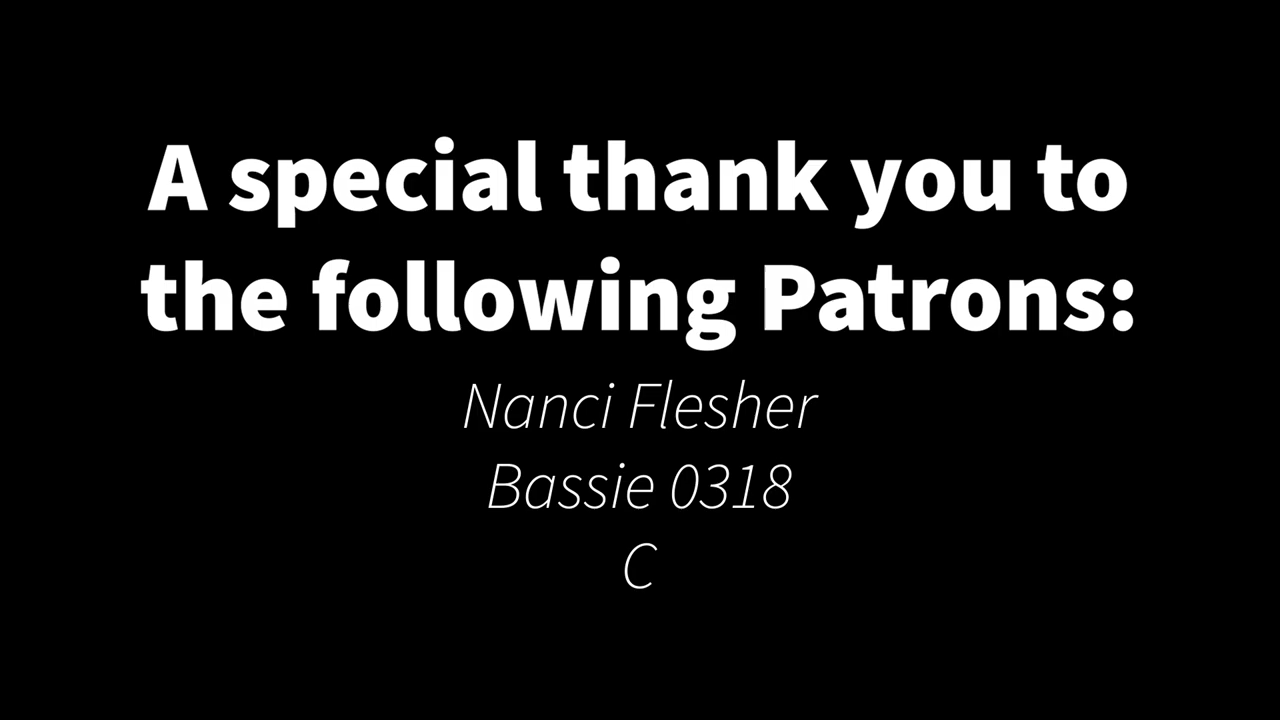 A special thank you to
the following Patrons:
Nanci Flesher
Bassie 0318
C